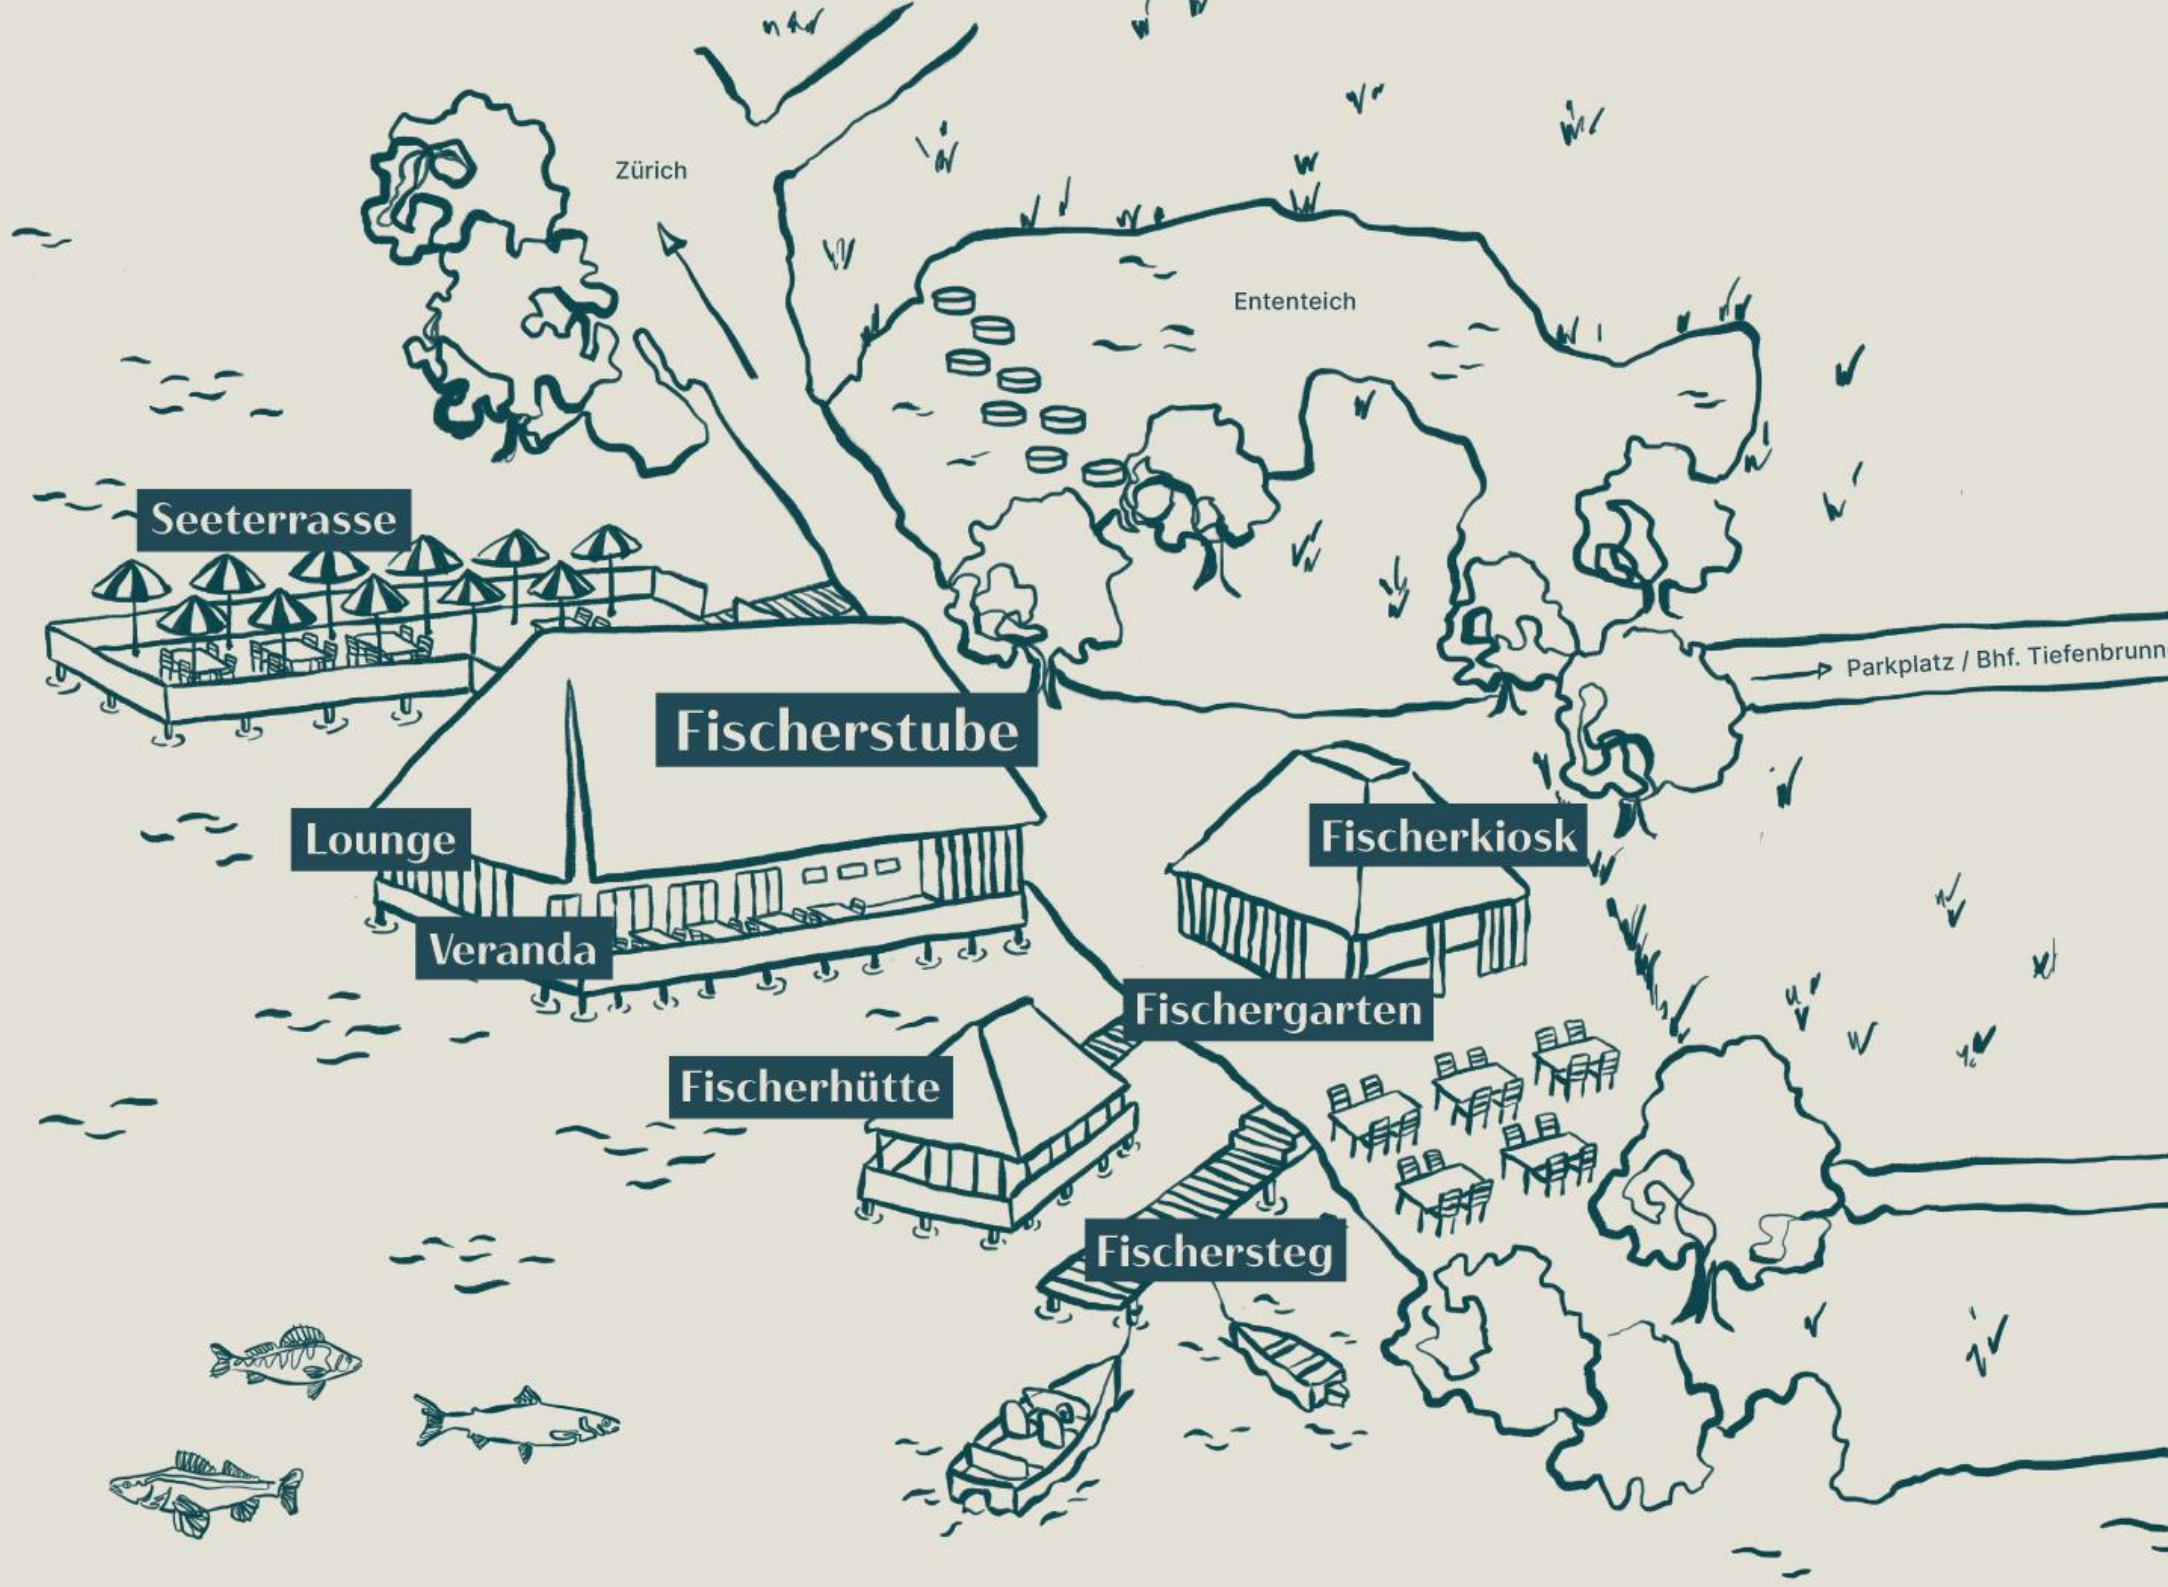 Zürich
Ententeich
Seeterrasse
Parkplatz / Bhf. Tiefenbrunn
Fischerstube
Lounge
Fischerkiosk
Veranda
Fischergarten
Fischerhütte
Fischersteg